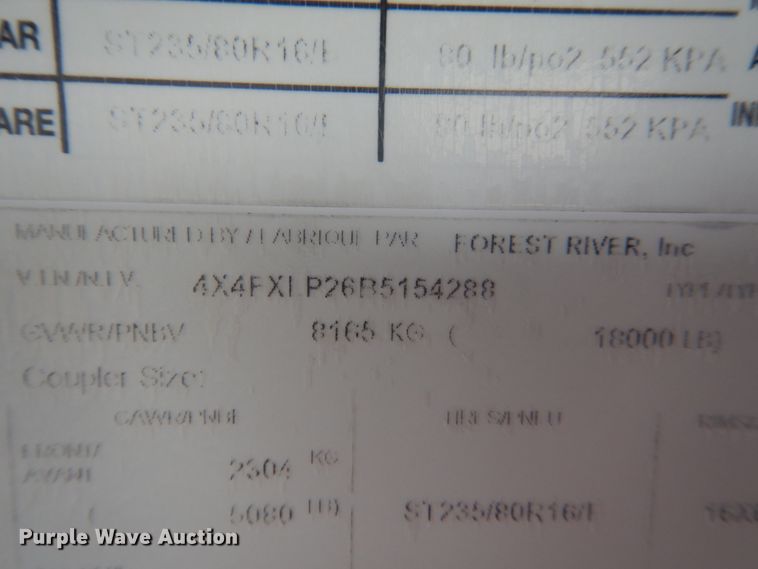 AR ST235/80R16/E 80 lb/po2 552 KPA
ARE ST235/80R16/E 80 lb/po2 552 KPA
MANUFACTURED BY / FABRIQUE PAR FOREST RIVER, Inc
V.I.N./N.I.V. 4X4FXLP26B5154288
GVWR/PNBV 8165 KG ( 18000 LB)
Coupler Size:
GAWR/PNBE TIRES/PNEU
FRONT/
AVANT 2304 KG
( 5080 LB) ST235/80R16/E
Purple Wave Auction